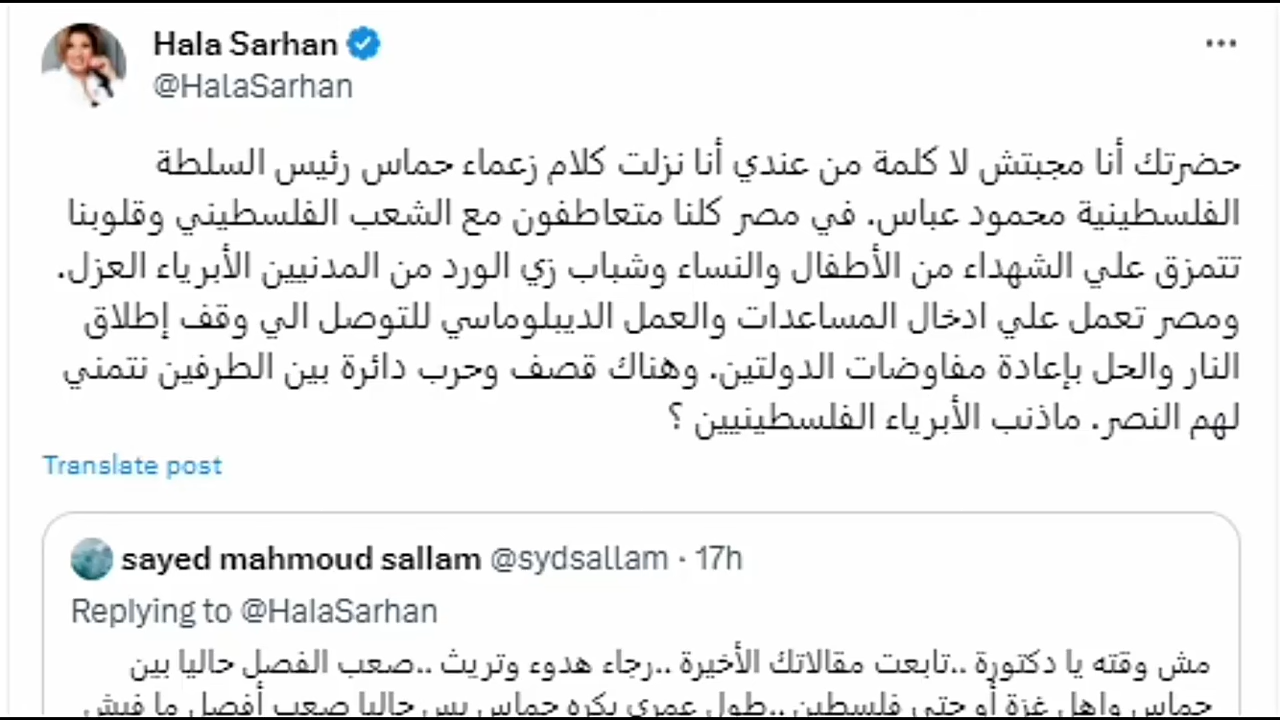 Hala Sarhan
@HalaSarhan
حضرتك أنا مجبتش لا كلمة من عندي أنا نزلت كلام زعماء حماس رئيس السلطة
الفلسطينية محمود عباس. في مصر كلنا متعاطفون مع الشعب الفلسطيني وقلوبنا
تتمزق علي الشهداء من الأطفال والنساء وشباب زي الورد من المدنيين الأبرياء العزل.
ومصر تعمل علي ادخال المساعدات والعمل الديبلوماسي للتوصل الي وقف إطلاق
النار والحل بإعادة مفاوضات الدولتين. وهناك قصف وحرب دائرة بين الطرفين نتمني
لهم النصر. ماذنب الأبرياء الفلسطينيين ؟
Translate post
sayed mahmoud sallam @sydsallam · 17h
Replying to @HalaSarhan
مش وقته يا دكتورة ..تابعت مقالاتك الأخيرة ..رجاء هدوء وتريث ..صعب الفصل حاليا بين
حماس واهل غزة أو حتى فلسطين ..طول عمري بكره حماس بس حاليا صعب أفصل ما فيش